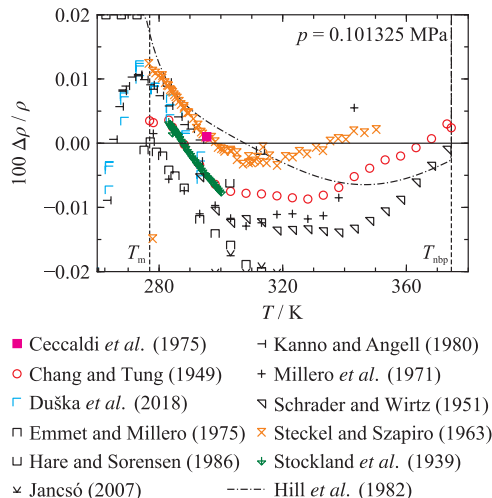 p = 0.101325 MPa
0.02
0.01
0.00
−0.01
−0.02
100 Δρ / ρ
Tm
Tnbp
280
320
360
T / K
Ceccaldi et al. (1975)
Chang and Tung (1949)
Duška et al. (2018)
Emmet and Millero (1975)
Hare and Sorensen (1986)
Jancsó (2007)
Kanno and Angell (1980)
Millero et al. (1971)
Schrader and Wirtz (1951)
Steckel and Szapiro (1963)
Stockland et al. (1939)
Hill et al. (1982)